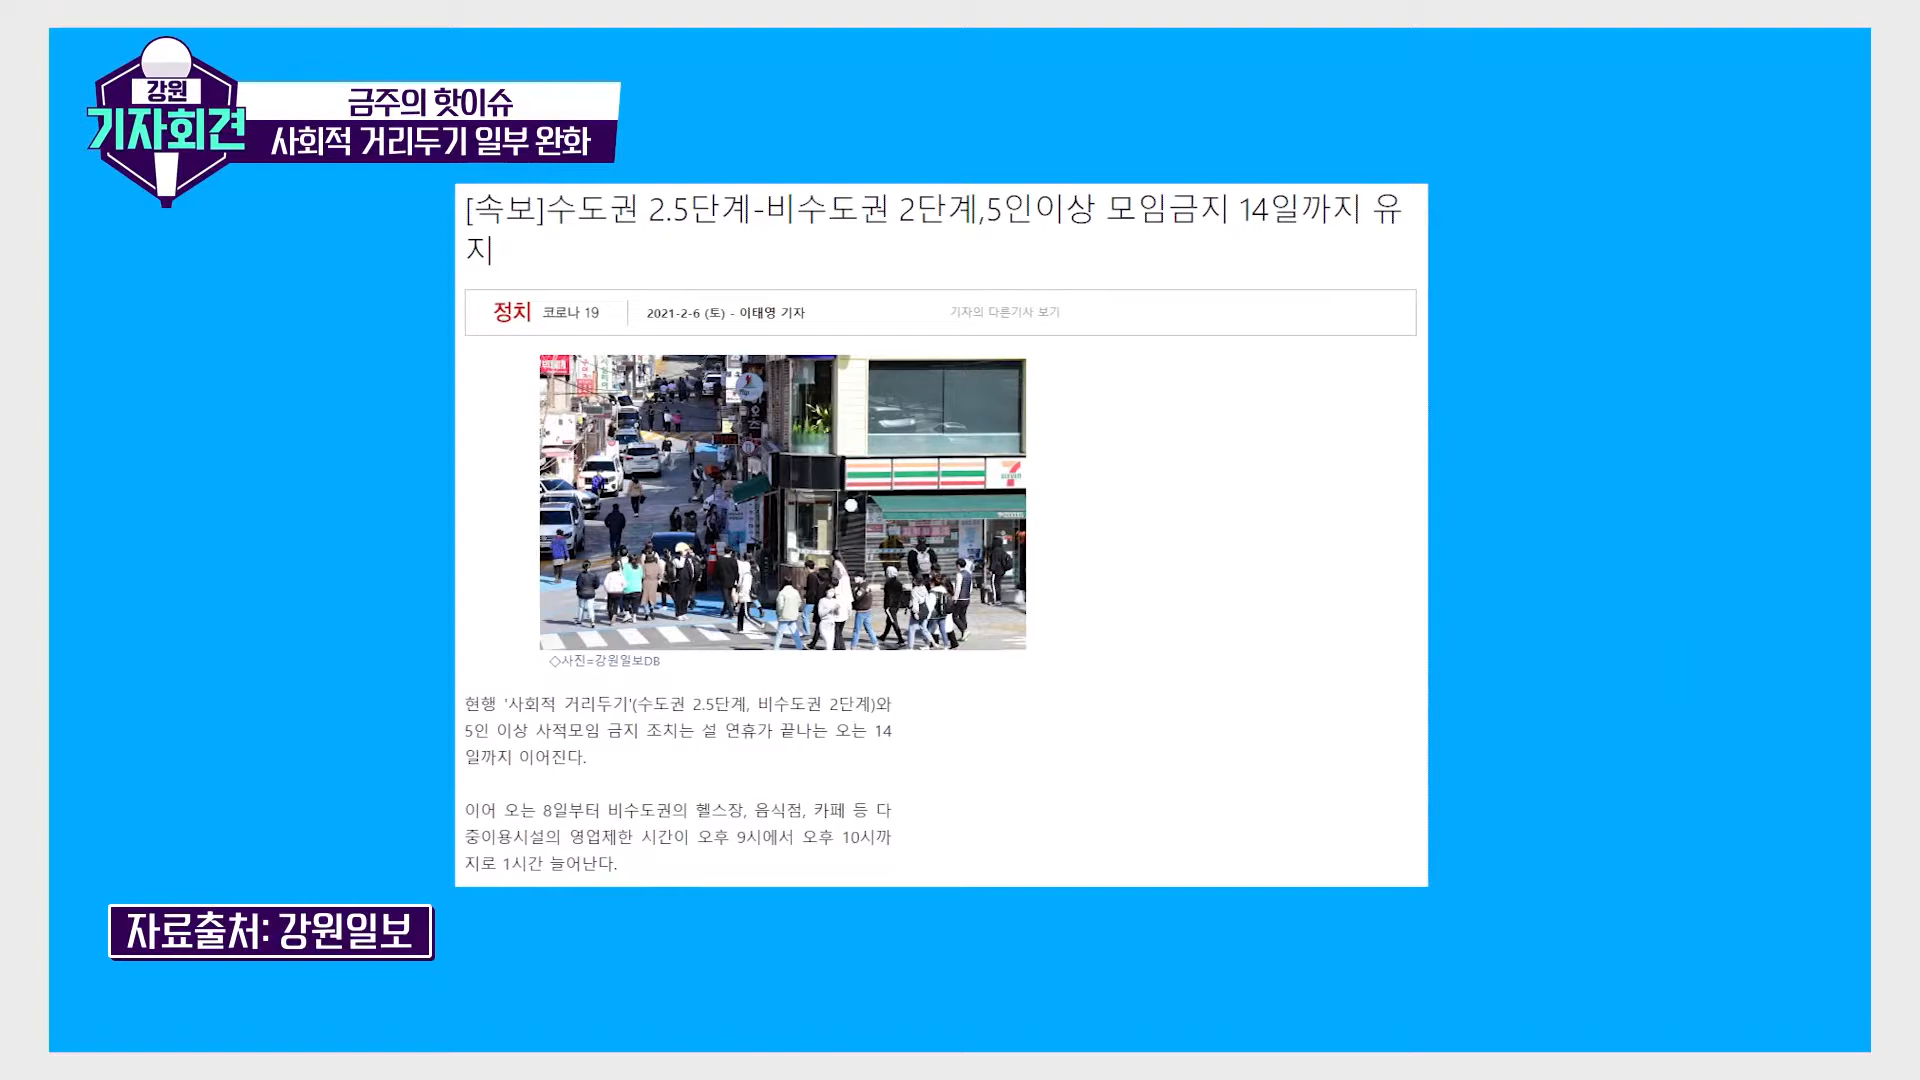 강원
기자회견
금주의 핫이슈
사회적 거리두기 일부 완화
[속보]수도권 2.5단계-비수도권 2단계,5인이상 모임금지 14일까지 유
지
정치 코로나 19 2021-2-6 (토) - 이태영 기자 기자의 다른기사 보기
◇사진=강원일보DB
현행 '사회적 거리두기'(수도권 2.5단계, 비수도권 2단계)와
5인 이상 사적모임 금지 조치는 설 연휴가 끝나는 오는 14
일까지 이어진다.
이어 오는 8일부터 비수도권의 헬스장, 음식점, 카페 등 다
중이용시설의 영업제한 시간이 오후 9시에서 오후 10시까
지로 1시간 늘어난다.
자료출처: 강원일보